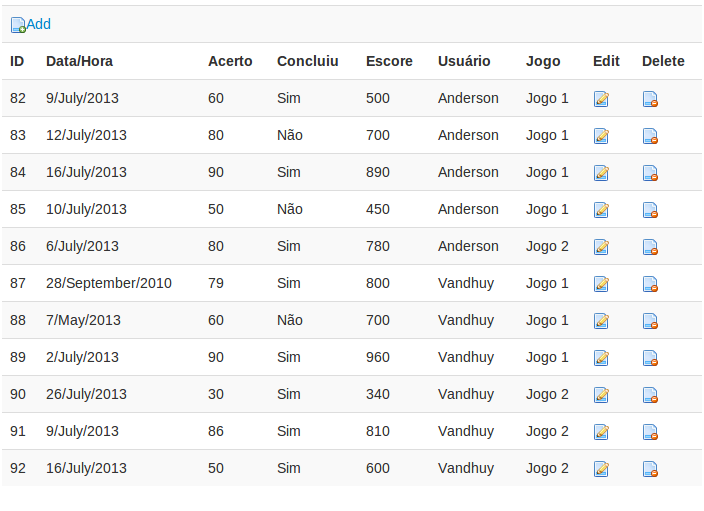 Add
ID Data/Hora Acerto Concluiu Escore Usuário Jogo Edit Delete
82 9/July/2013 60 Sim 500 Anderson Jogo 1
83 12/July/2013 80 Não 700 Anderson Jogo 1
84 16/July/2013 90 Sim 890 Anderson Jogo 1
85 10/July/2013 50 Não 450 Anderson Jogo 1
86 6/July/2013 80 Sim 780 Anderson Jogo 2
87 28/September/2010 79 Sim 800 Vandhuy Jogo 1
88 7/May/2013 60 Não 700 Vandhuy Jogo 1
89 2/July/2013 90 Sim 960 Vandhuy Jogo 1
90 26/July/2013 30 Sim 340 Vandhuy Jogo 2
91 9/July/2013 86 Sim 810 Vandhuy Jogo 2
92 16/July/2013 50 Sim 600 Vandhuy Jogo 2